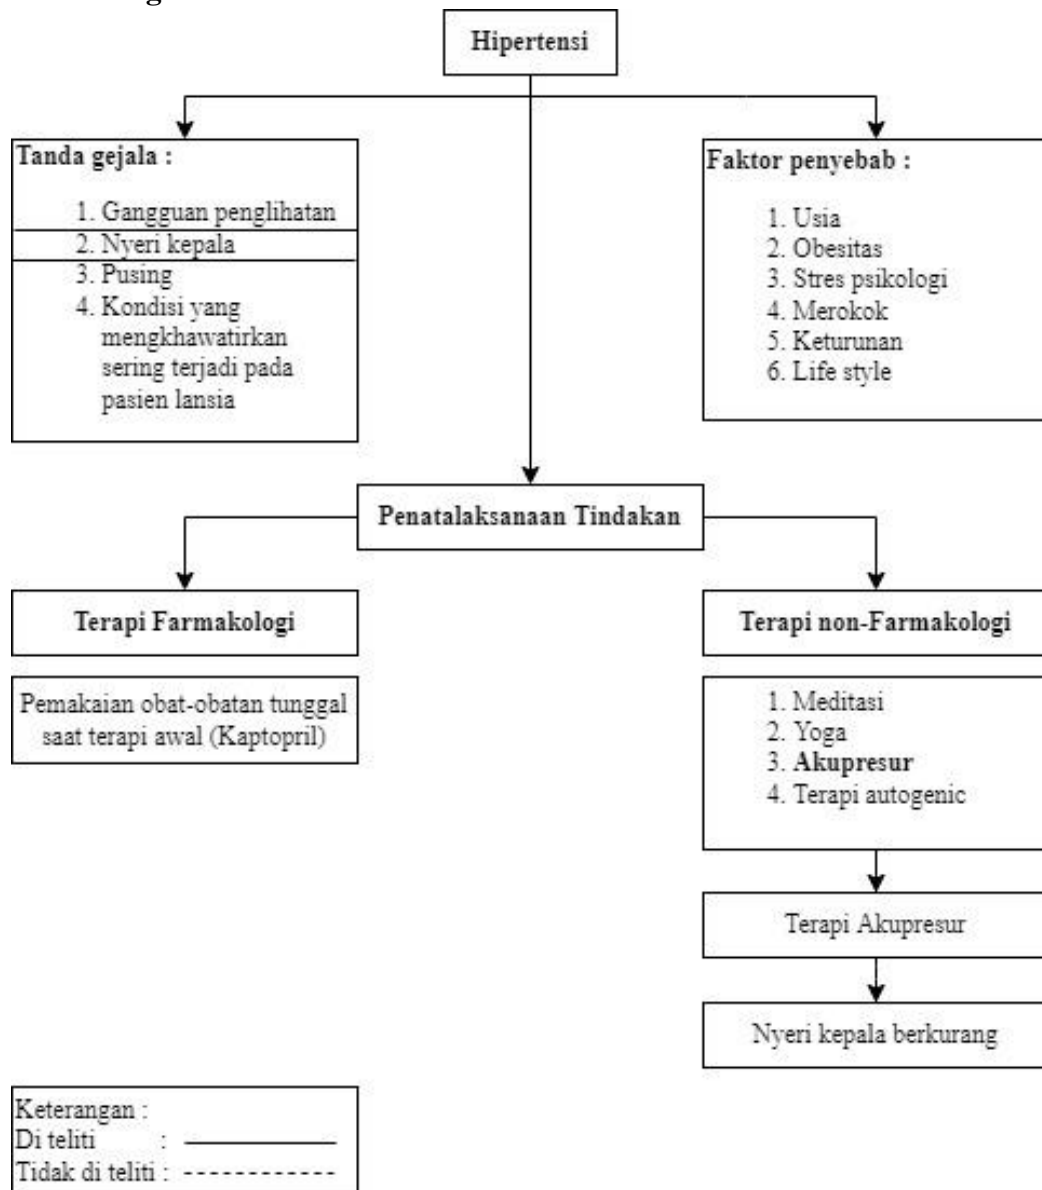 Hipertensi
Tanda gejala :
1. Gangguan penglihatan
2. Nyeri kepala
3. Pusing
4. Kondisi yang
mengkhawatirkan
sering terjadi pada
pasien lansia
Faktor penyebab :
1. Usia
2. Obesitas
3. Stres psikologi
4. Merokok
5. Keturunan
6. Life style
Penatalaksanaan Tindakan
Terapi Farmakologi
Pemakaian obat-obatan tunggal
saat terapi awal (Kaptopril)
Terapi non-Farmakologi
1. Meditasi
2. Yoga
3. Akupresur
4. Terapi autogenic
Terapi Akupresur
Nyeri kepala berkurang
Keterangan :
Di teliti :
Tidak di teliti :